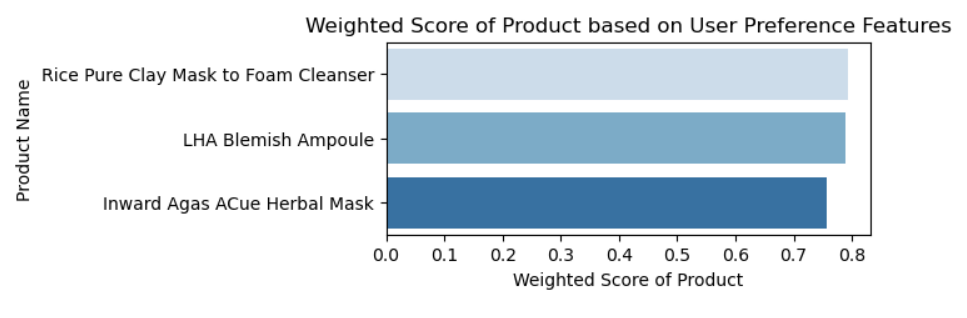 Weighted Score of Product based on User Preference Features
Product Name
Rice Pure Clay Mask to Foam Cleanser
LHA Blemish Ampoule
Inward Agas ACue Herbal Mask
0.0 0.1 0.2 0.3 0.4 0.5 0.6 0.7 0.8
Weighted Score of Product